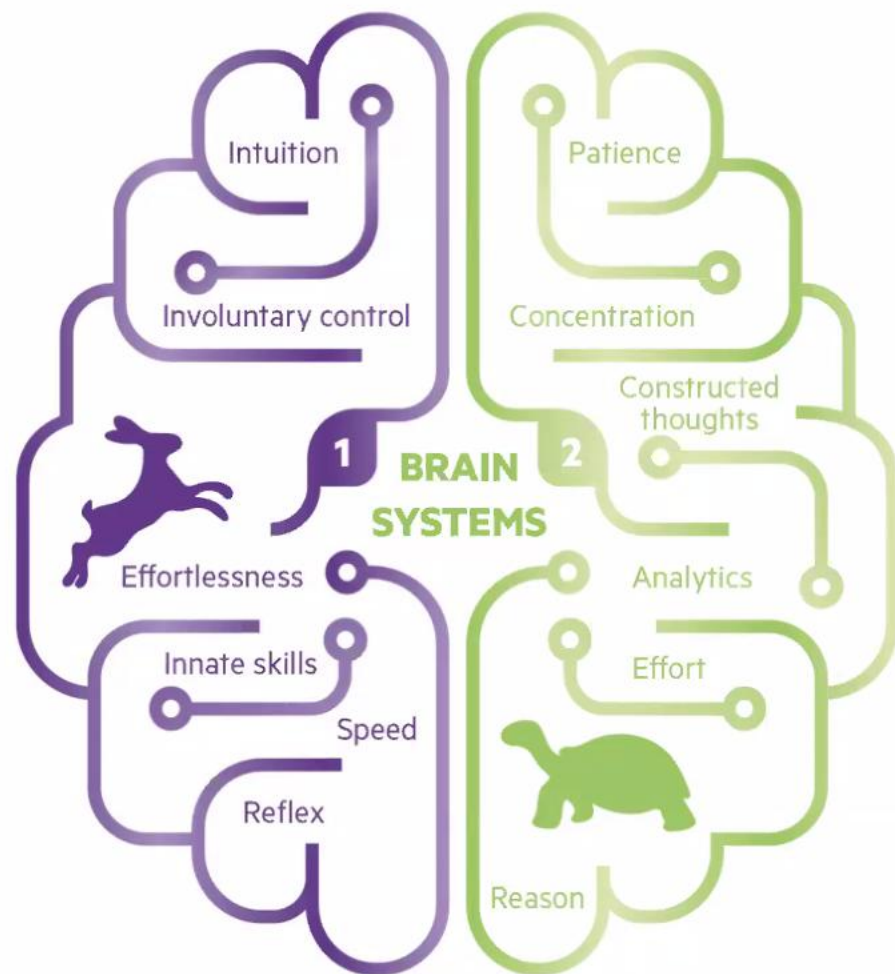 Intuition
Involuntary control
1
Effortlessness
Innate skills
Speed
Reflex
BRAIN
SYSTEMS
Patience
Concentration
Constructed
thoughts
2
Analytics
Effort
Reason